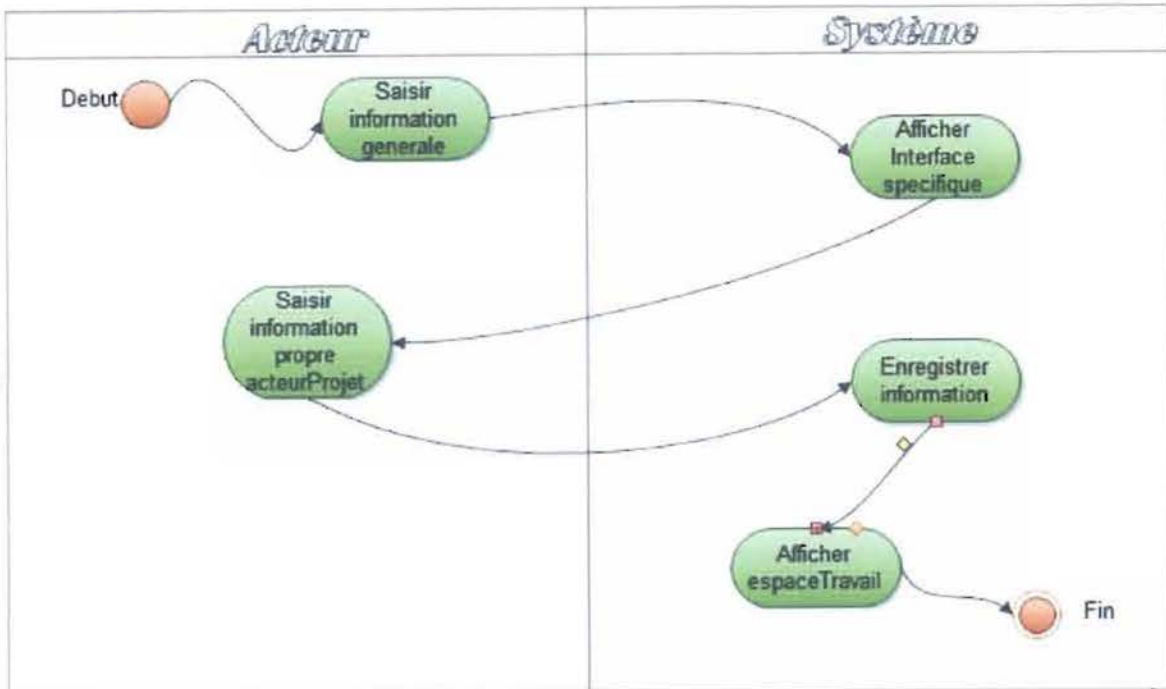 Acteur
Système
Debut
Saisir
information
generale
Afficher
Interface
specifique
Saisir
information
propre
acteurProjet
Enregistrer
information
Afficher
espaceTravail
Fin